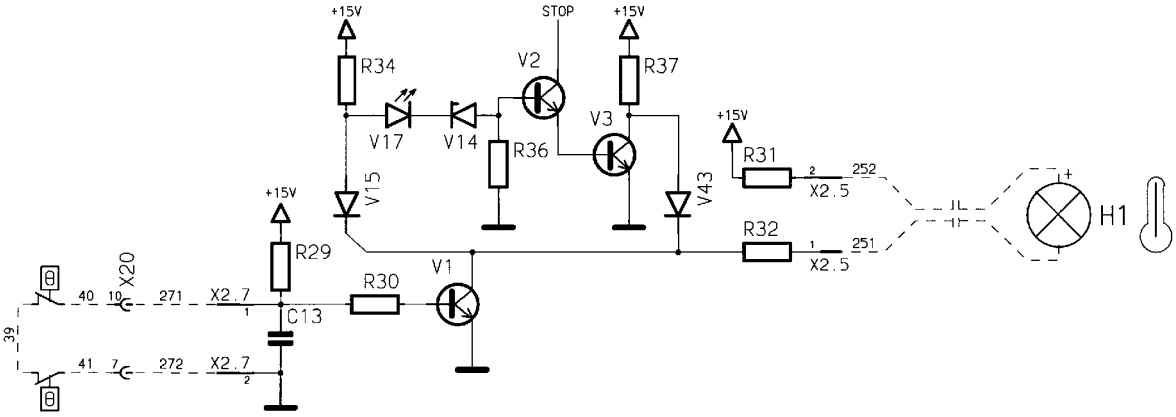 +15V
STOP
+15V
R34
V2
R37
V17
V14
V3
R36
+15V
R31
2
252
X2.5
V15
V43
+15V
R32
1
251
X2.5
+
-
H1
R29
X20
V1
R30
θ
40
10
271
X2.7
1
C13
39
41
7
272
X2.7
2
θ